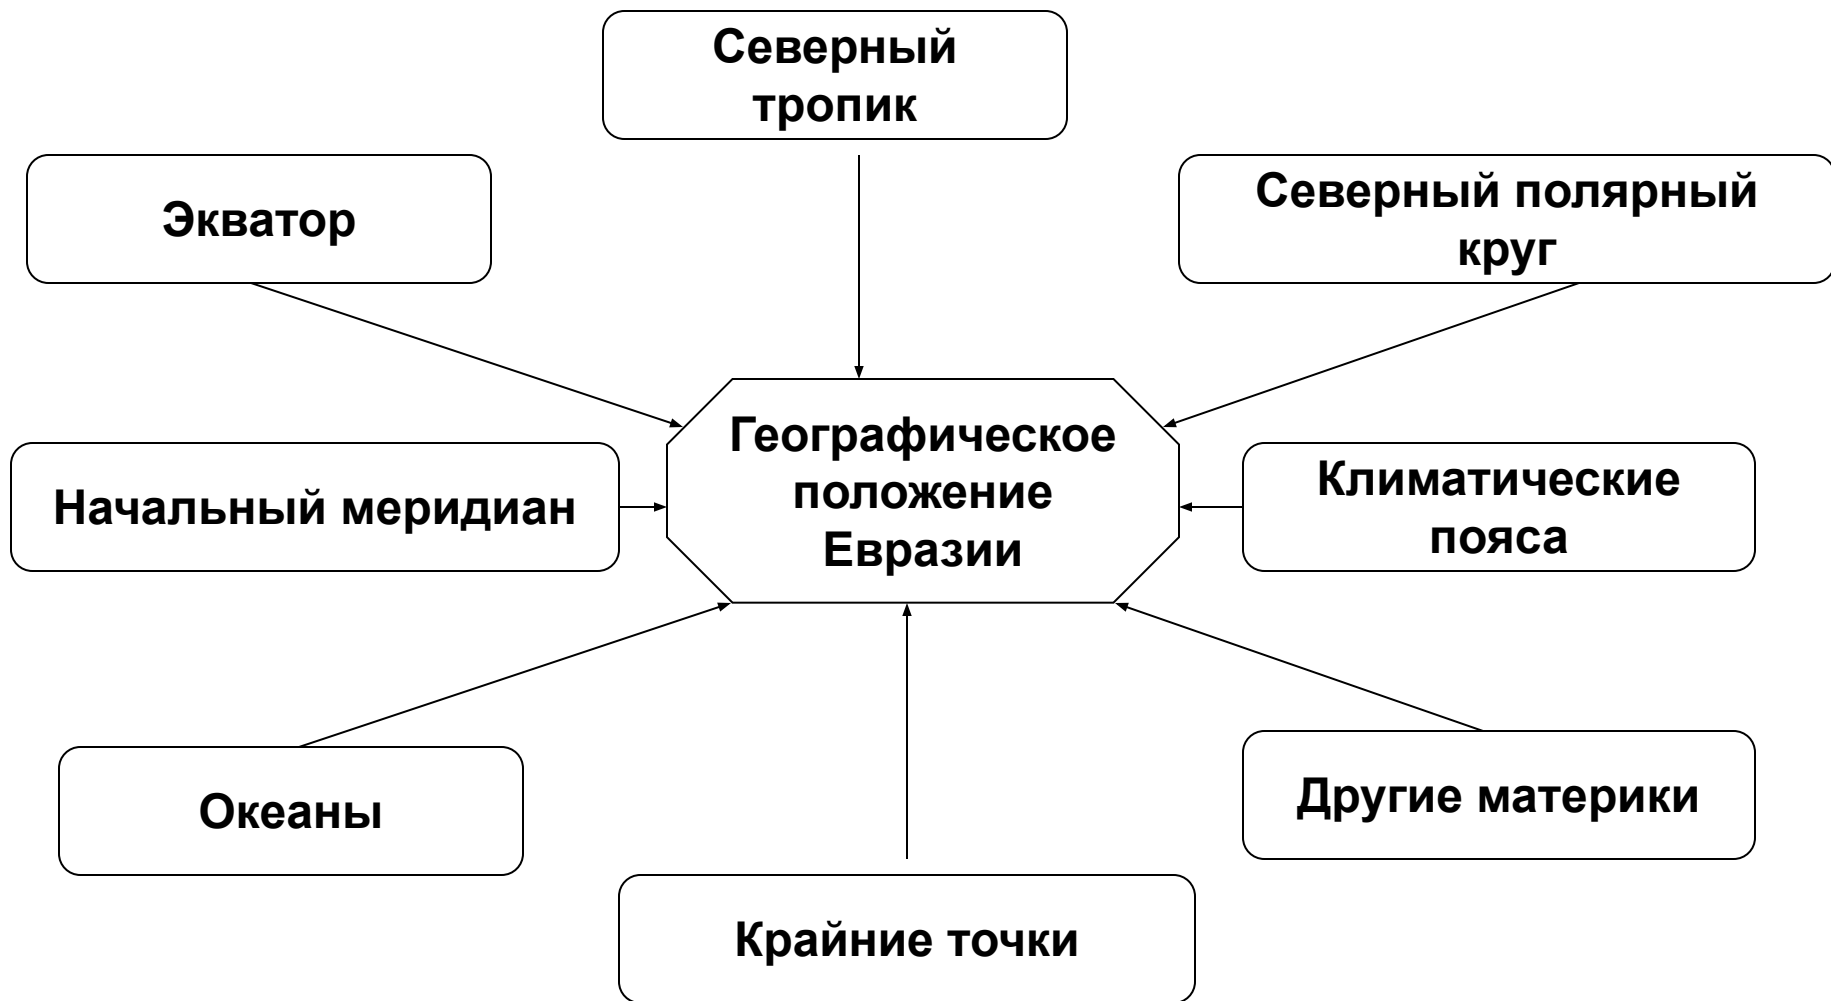 Северный
тропик
Экватор
Северный полярный
круг
Географическое
положение
Евразии
Начальный меридиан
Климатические
пояса
Океаны
Другие материки
Крайние точки